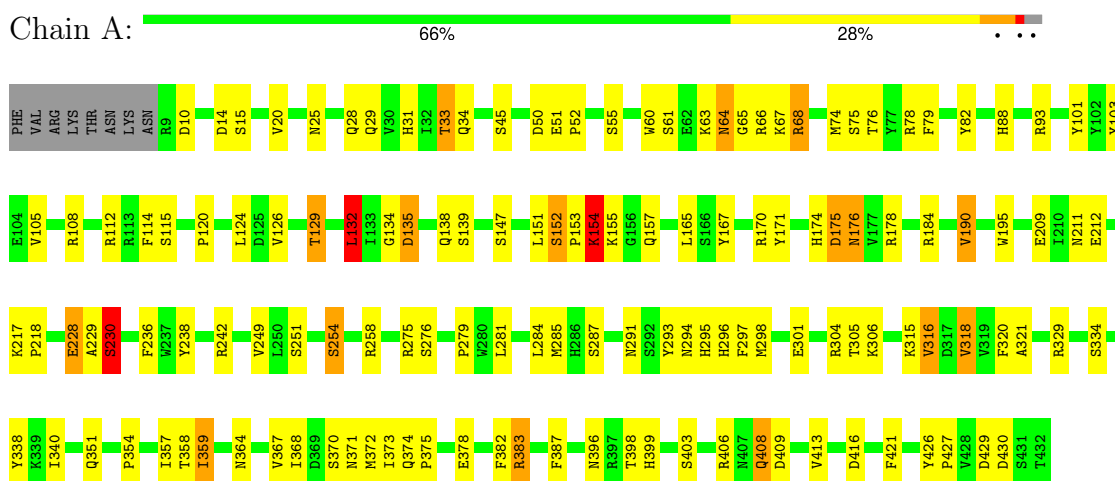 Chain A:
66% 28% • • •
PHE VAL ARG LYS THR ASN LYS ASN R9 D10 D14 S15 V20 N25 Q28 Q29 V30 H31 I32 T33 Q34 S45 D50 E51 P52 S55 W60 S61 E62 K63 N64 G65 R66 K67 R68 M74 S75 T76 Y77 R78 F79 Y82 H88 R93 Y101 Y102 Y103
E104 V105 R108 R112 R113 F114 S115 P120 L124 D125 V126 T129 L132 I133 G134 D135 Q138 S139 S147 L151 S152 P153 K154 K155 G156 Q157 L165 S166 Y167 R170 Y171 H174 D175 N176 V177 R178 R184 V190 W195 E209 I210 N211 E212
K217 P218 E228 A229 S230 F236 W237 Y238 R242 V249 L250 S251 S254 R258 R275 S276 P279 W280 L281 L284 M285 H286 S287 N291 S292 Y293 N294 H295 H296 F297 M298 E301 R304 T305 K306 K315 V316 D317 V318 V319 F320 A321 R329 S334
Y338 K339 I340 Q351 P354 I357 T358 I359 N364 V367 I368 D369 S370 N371 M372 I373 Q374 P375 E378 F382 R383 F387 N396 R397 T398 H399 S403 R406 N407 Q408 D409 V413 D416 F421 Y426 P427 V428 D429 D430 S431 T432